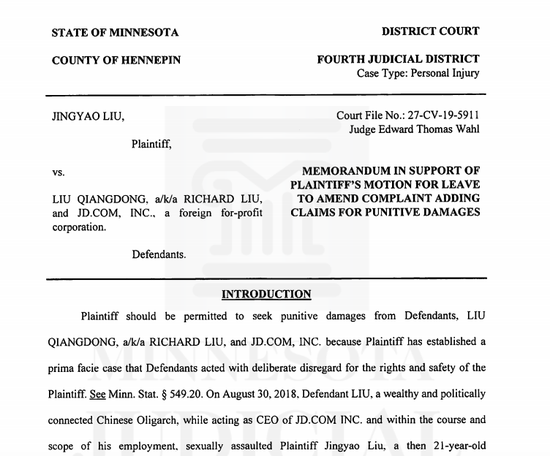 STATE OF MINNESOTA
DISTRICT COURT
COUNTY OF HENNEPIN
FOURTH JUDICIAL DISTRICT
Case Type: Personal Injury
JINGYAO LIU,
Court File No.: 27-CV-19-5911
Judge Edward Thomas Wahl
Plaintiff,
vs.
MEMORANDUM IN SUPPORT OF
PLAINTIFF'S MOTION FOR LEAVE
TO AMEND COMPLAINT ADDING
CLAIMS FOR PUNITIVE DAMAGES
LIU QIANGDONG, a/k/a RICHARD LIU,
and JD.COM, INC., a foreign for-profit
corporation.
Defendants.
INTRODUCTION
Plaintiff should be permitted to seek punitive damages from Defendants, LIU
QIANGDONG, a/k/a RICHARD LIU, and JD.COM, INC. because Plaintiff has established a
prima facie case that Defendants acted with deliberate disregard for the rights and safety of the
Plaintiff. See Minn. Stat. § 549.20. On August 30, 2018, Defendant LIU, a wealthy and politically
connected Chinese Oligarch, while acting as CEO of JD.COM INC. and within the course and
scope of his employment, sexually assaulted Plaintiff Jingyao Liu, a then 21-year-old
MINNESOTA
JUDICIAL